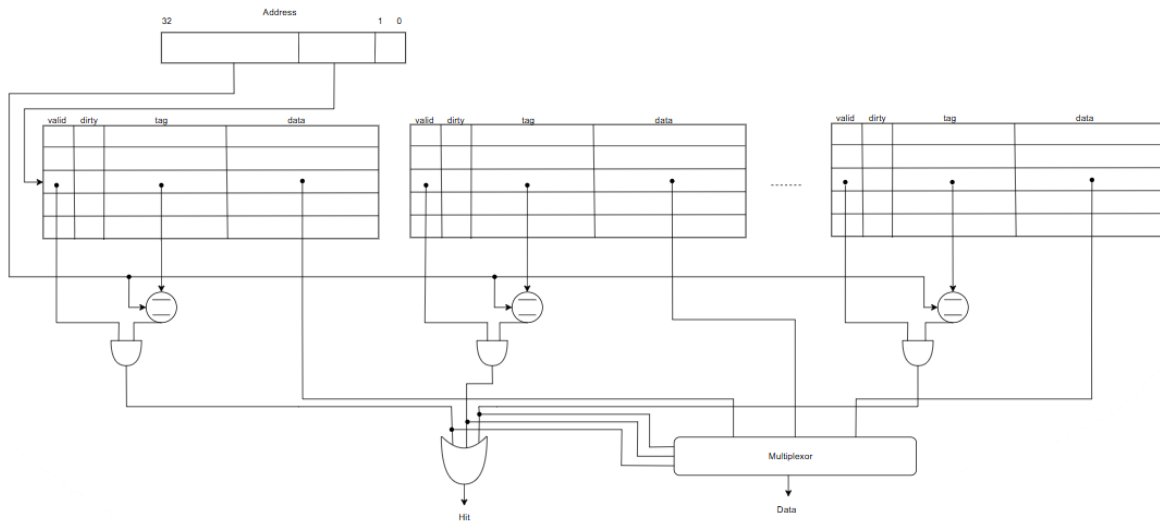 Address
32 1 0
valid dirty tag data
valid dirty tag data
valid dirty tag data
Multiplexor
Hit
Data